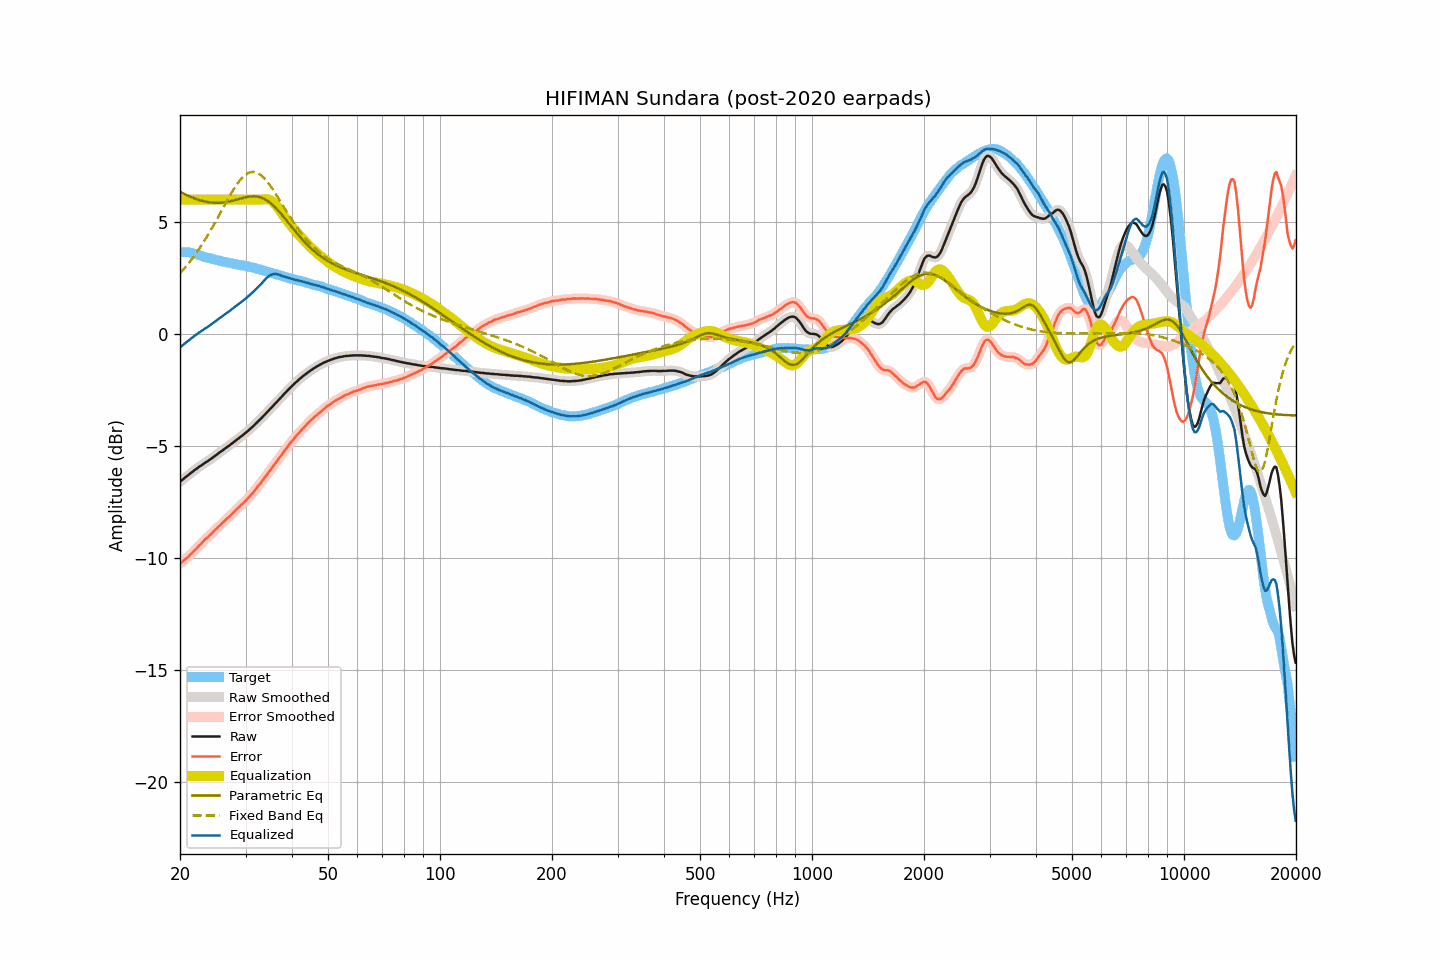 HIFIMAN Sundara (post-2020 earpads)
Amplitude (dBr)
5
0
−5
−10
−15
−20
Target
Raw Smoothed
Error Smoothed
Raw
Error
Equalization
Parametric Eq
Fixed Band Eq
Equalized
20 50 100 200 500 1000 2000 5000 10000 20000
Frequency (Hz)